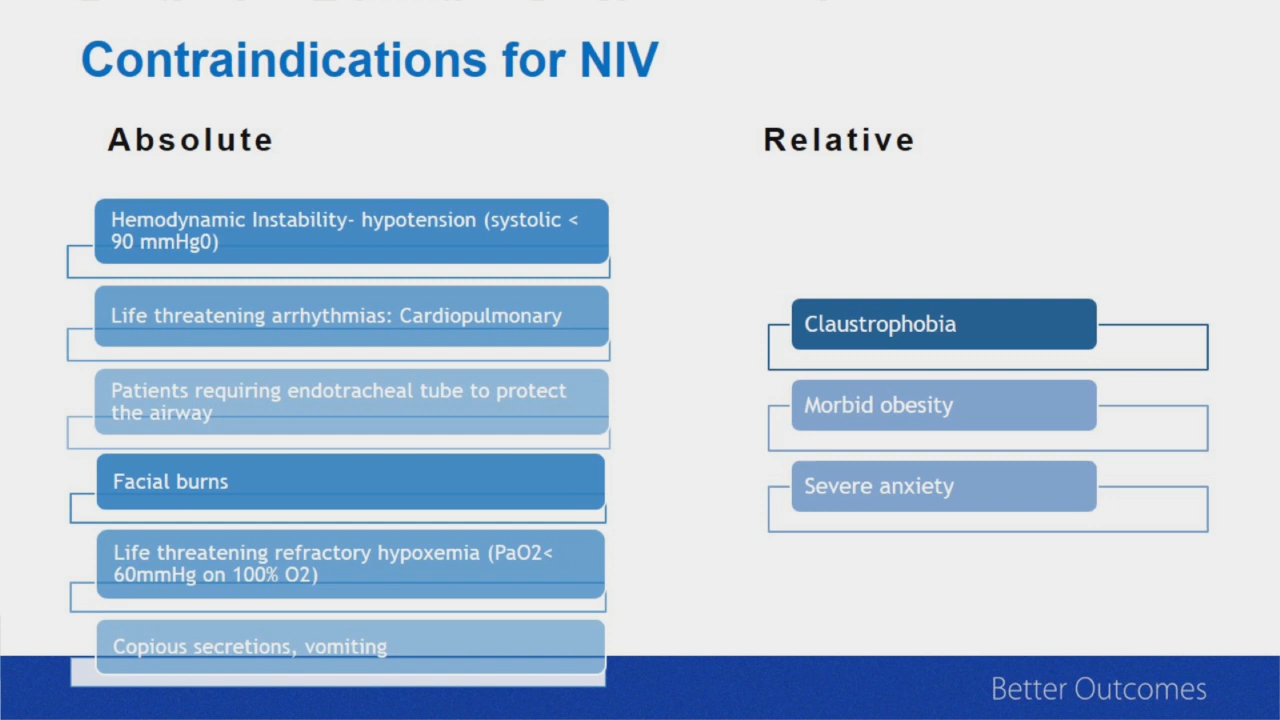 Contraindications for NIV
Absolute
Relative
Hemodynamic Instability- hypotension (systolic <
90 mmHg0)
Life threatening arrhythmias: Cardiopulmonary
Patients requiring endotracheal tube to protect
the airway
Facial burns
Life threatening refractory hypoxemia (PaO2<
60mmHg on 100% O2)
Copious secretions, vomiting
Claustrophobia
Morbid obesity
Severe anxiety
Better Outcomes